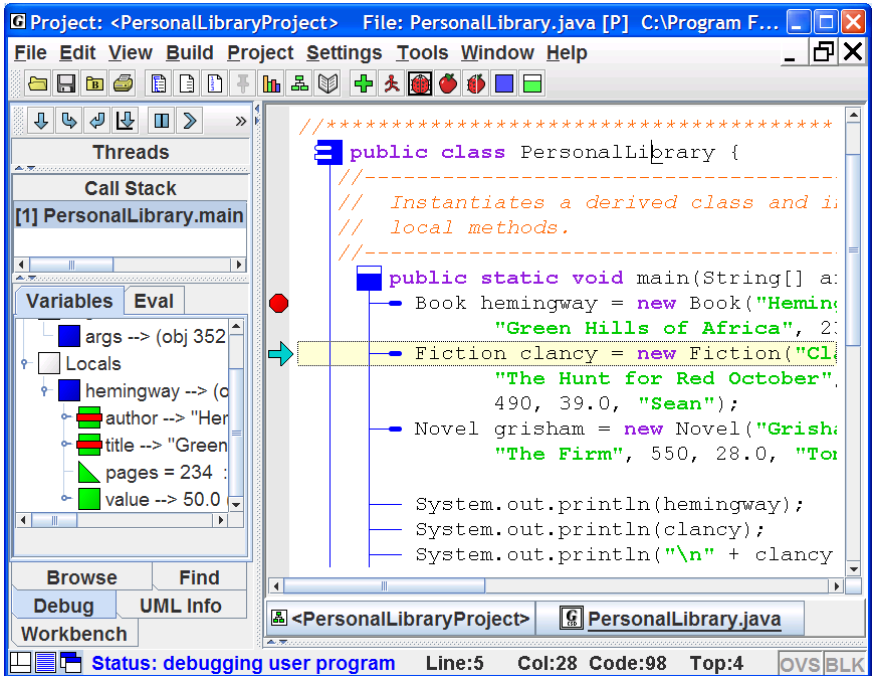 Project: <PersonalLibraryProject> File: PersonalLibrary.java [P] C:\Program F...
File Edit View Build Project Settings Tools Window Help
Threads
Call Stack
[1] PersonalLibrary.main
Variables Eval
args --> (obj 352
Locals
hemingway --> (o
author --> "Her
title --> "Green
pages = 234 :
value --> 50.0 (
Browse Find
Debug UML Info
Workbench
//***************************************
public class PersonalLibrary {
//-------------------------------------
// Instantiates a derived class and i
// local methods.
//-------------------------------------
public static void main(String[] a
Book hemingway = new Book("Heming
"Green Hills of Africa", 2
Fiction clancy = new Fiction("Cl
"The Hunt for Red October",
490, 39.0, "Sean");
Novel grisham = new Novel("Grisha
"The Firm", 550, 28.0, "To
System.out.println(hemingway);
System.out.println(clancy);
System.out.println("\n" + clancy
<PersonalLibraryProject> PersonalLibrary.java
Status: debugging user program Line:5 Col:28 Code:98 Top:4 OVS BLK